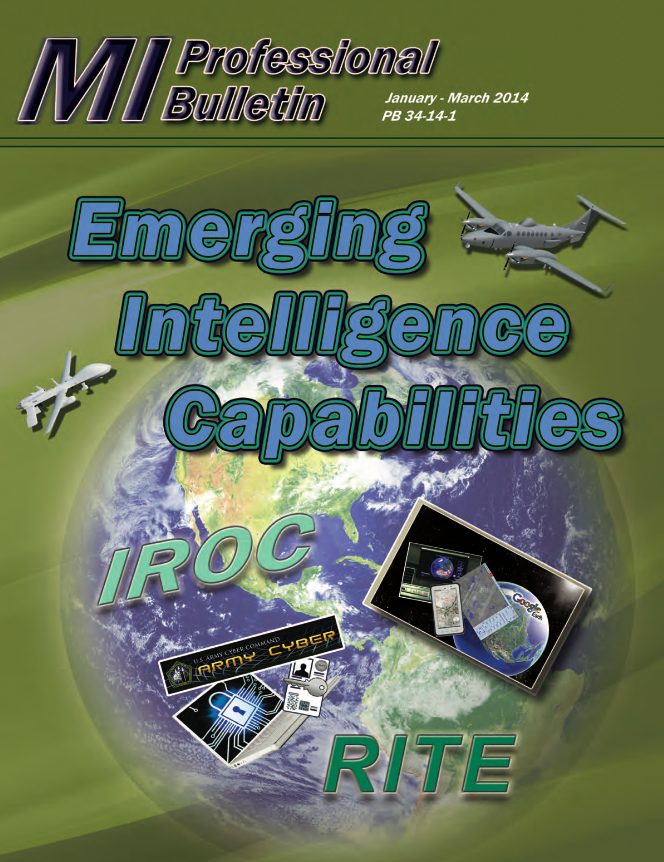 MI Professional
Bulletin
January - March 2014
PB 34-14-1
Emerging
Intelligence
Capabilities
IROC
Google
Earth
U.S. ARMY CYBER COMMAND
ARMY CYBER
RITE